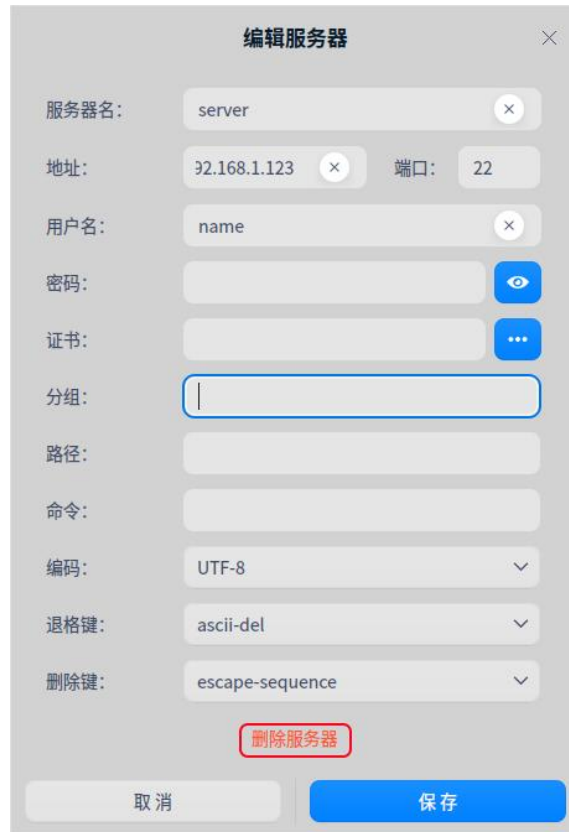 编辑服务器
服务器名： server
地址： 92.168.1.123 端口： 22
用户名： name
密码：
证书：
分组：
路径：
命令：
编码： UTF-8
退格键： ascii-del
删除键： escape-sequence
删除服务器
取消 保存